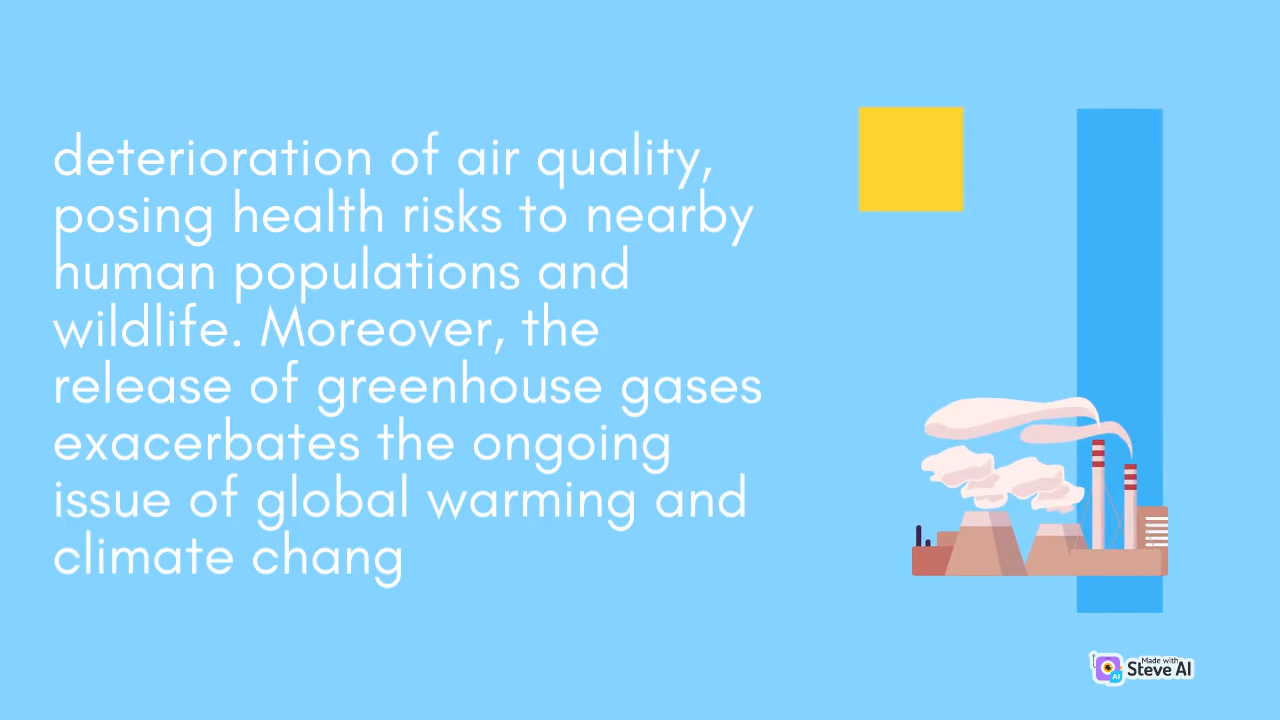 deterioration of air quality,
posing health risks to nearby
human populations and
wildlife. Moreover, the
release of greenhouse gases
exacerbates the ongoing
issue of global warming and
climate chang
Made with
Steve AI
AI